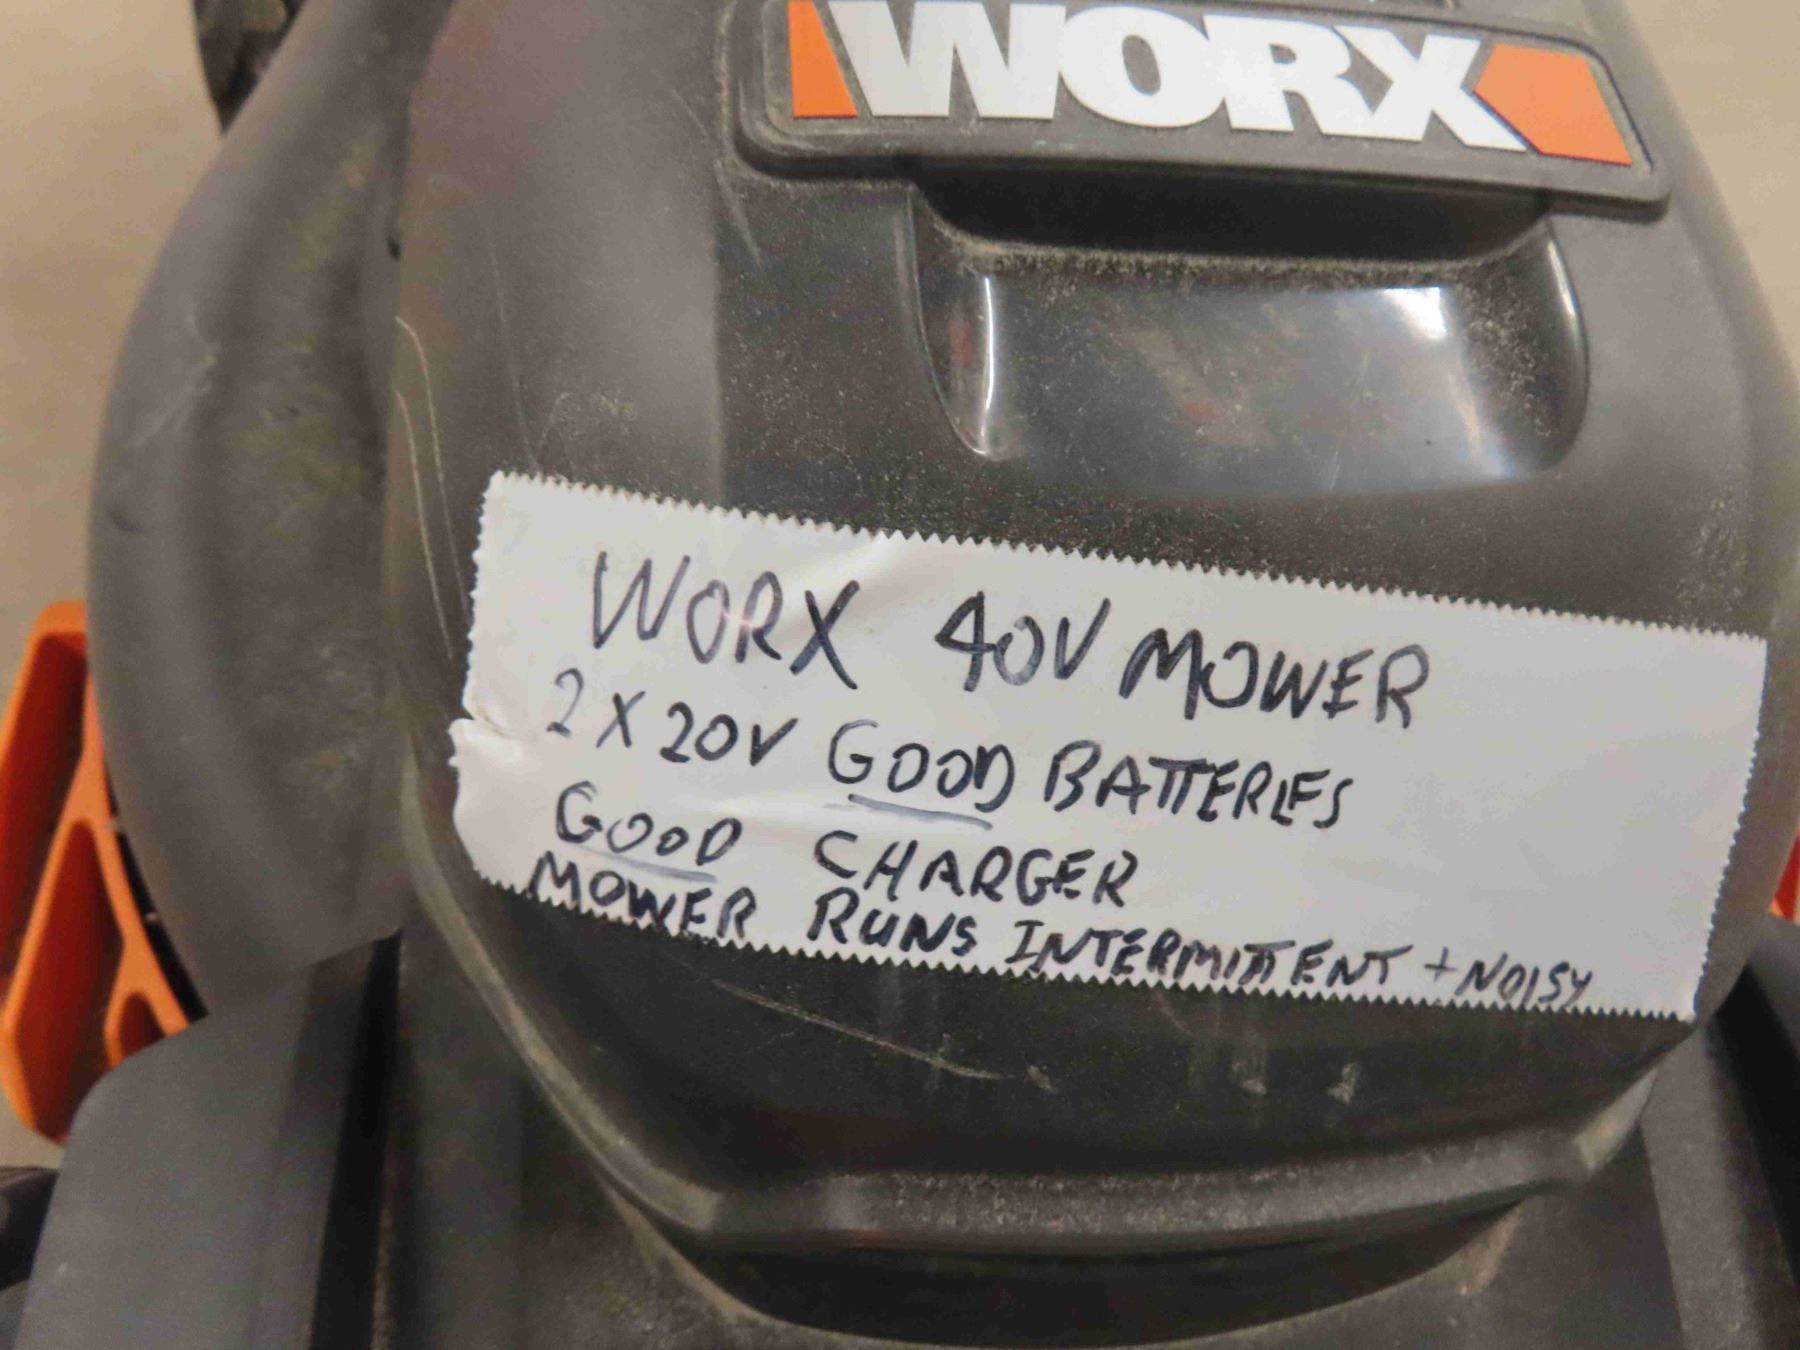 WORX
WORX 40V MOWER
2 X 20V GOOD BATTERIES
GOOD CHARGER
MOWER RUNS INTERMITTENT + NOISY